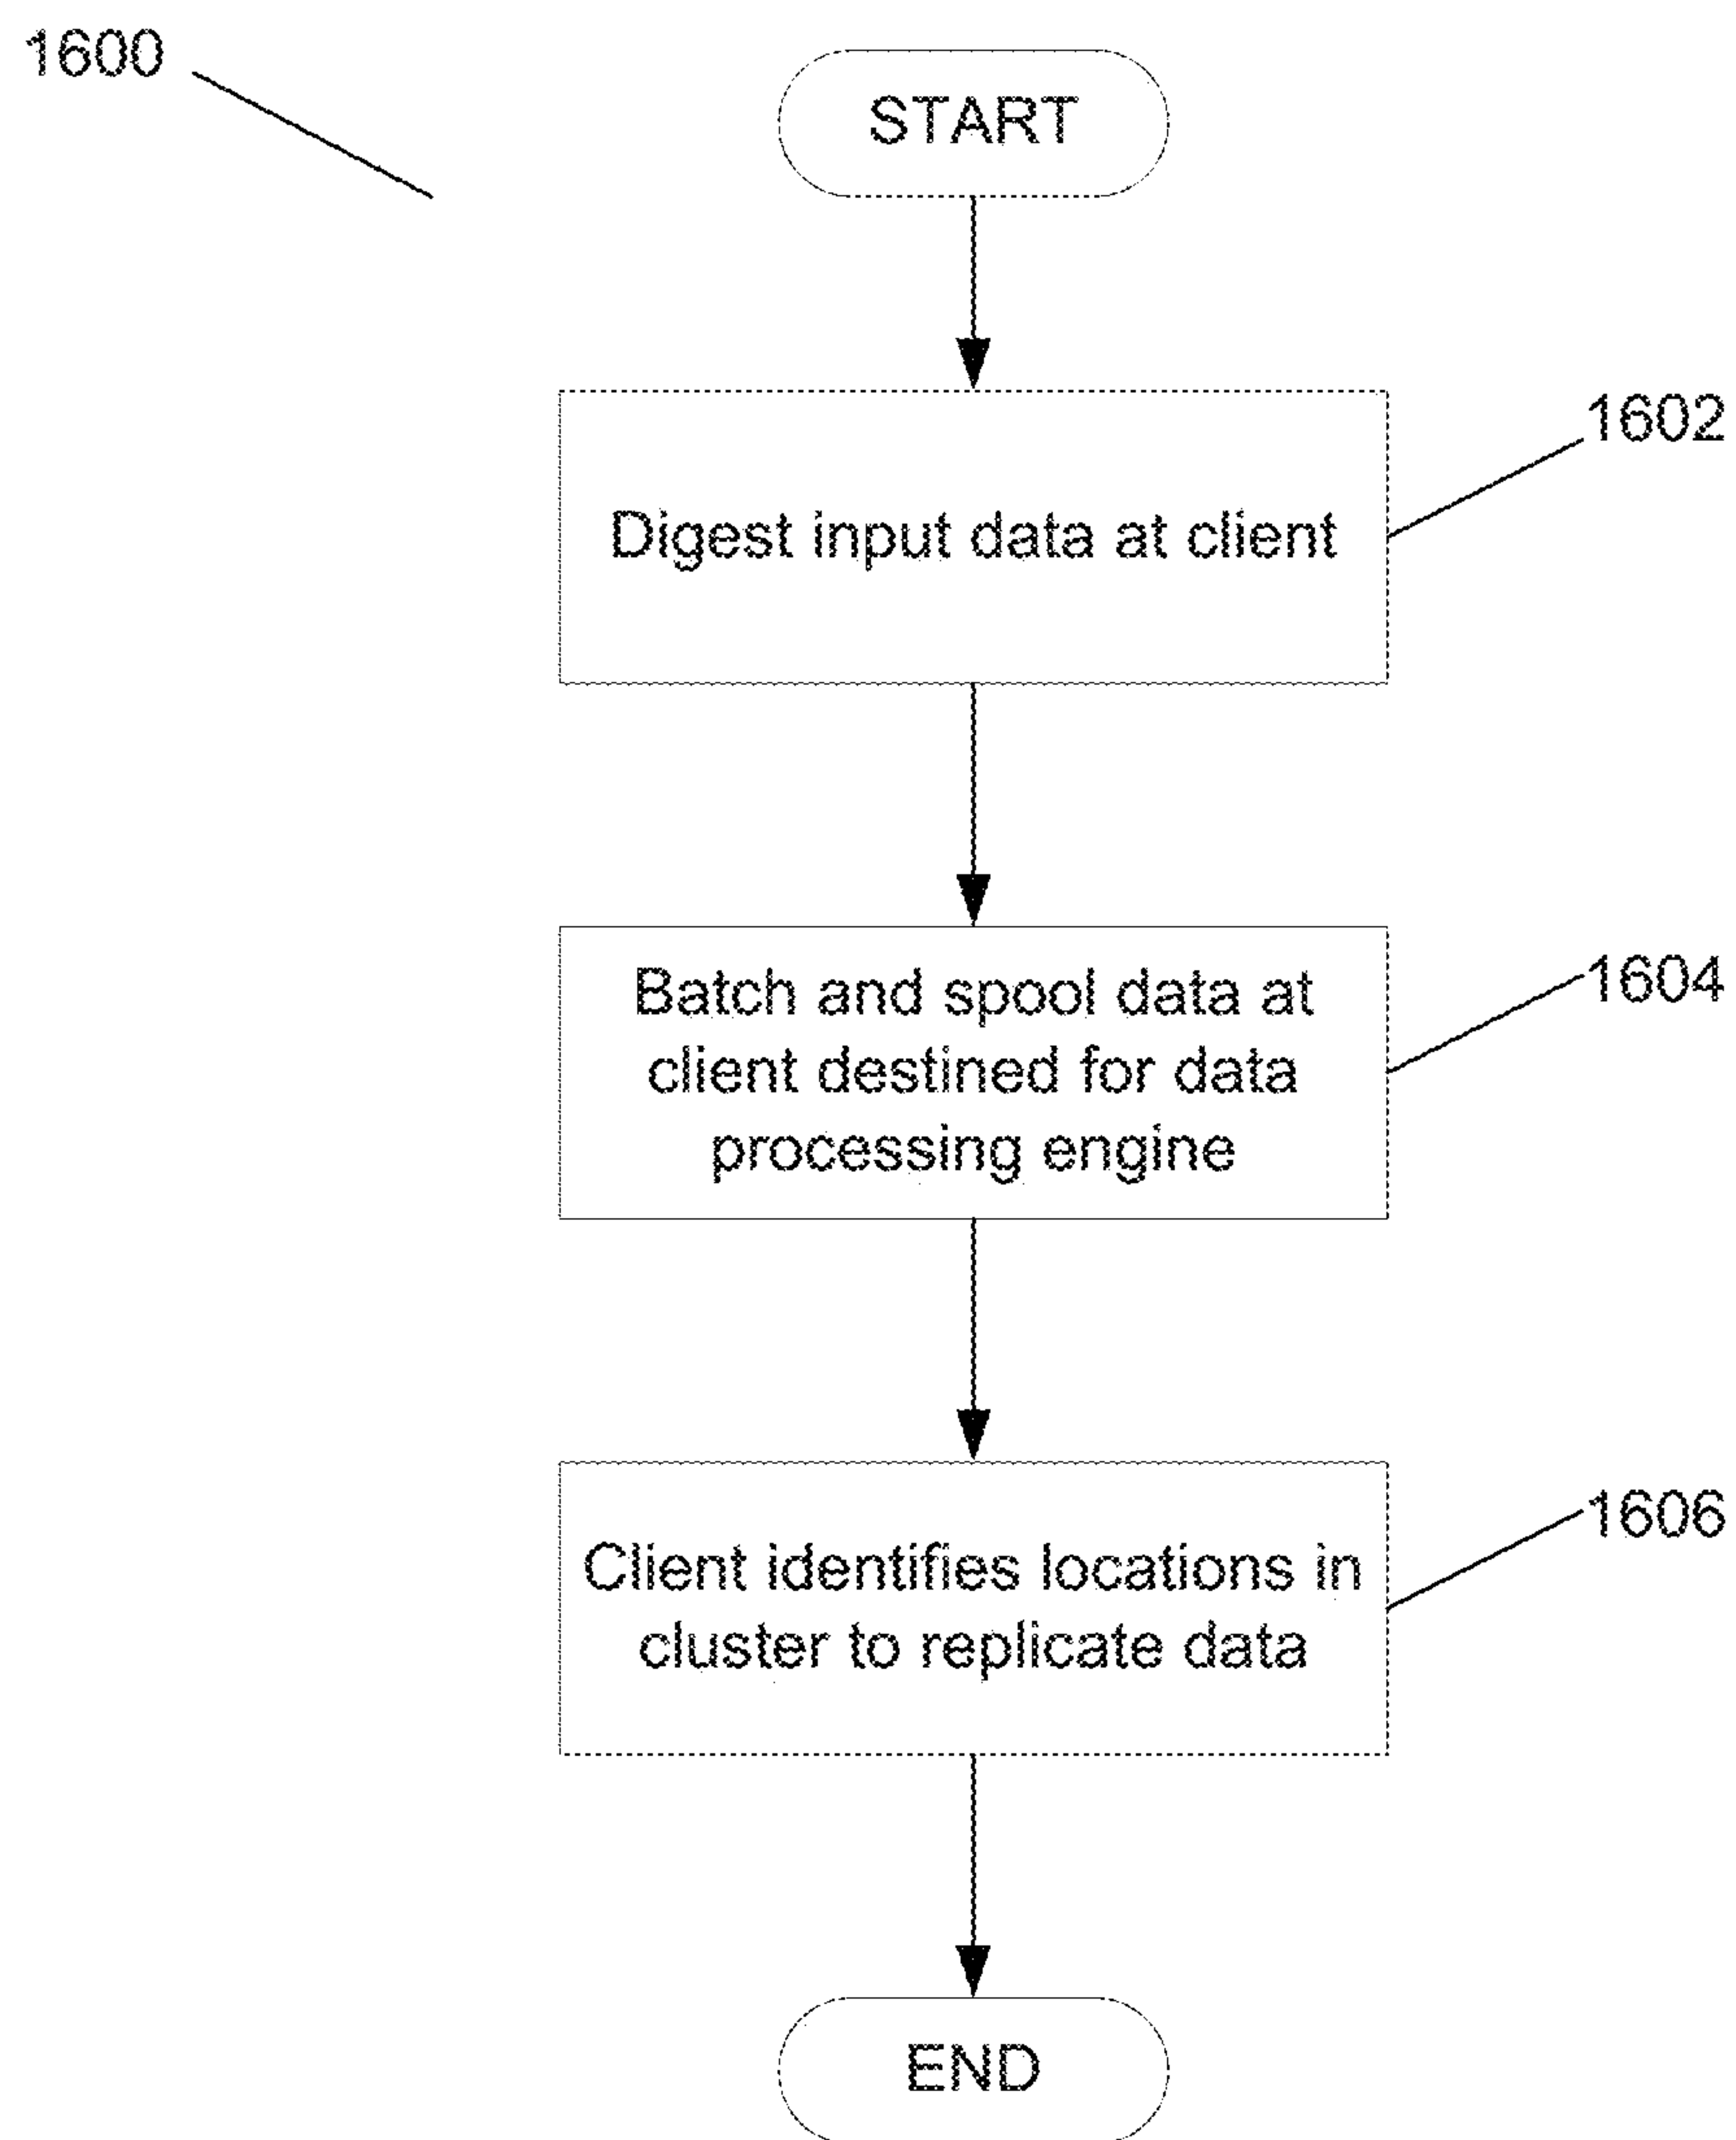 1600
START
1602
Digest input data at client
1604
Batch and spool data at
client destined for data
processing engine
1606
Client identifies locations in
cluster to replicate data
END